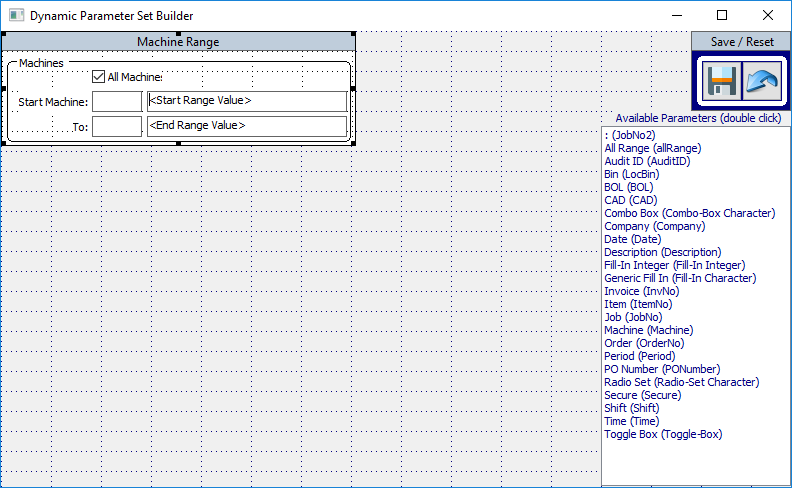 Dynamic Parameter Set Builder
Machine Range
Machines
All Machine
Start Machine:
<Start Range Value>
To:
<End Range Value>
Save / Reset
Available Parameters (double click)
: (JobNo2)
All Range (allRange)
Audit ID (AuditID)
Bin (LocBin)
BOL (BOL)
CAD (CAD)
Combo Box (Combo-Box Character)
Company (Company)
Date (Date)
Description (Description)
Fill-In Integer (Fill-In Integer)
Generic Fill In (Fill-In Character)
Invoice (InvNo)
Item (ItemNo)
Job (JobNo)
Machine (Machine)
Order (OrderNo)
Period (Period)
PO Number (PONumber)
Radio Set (Radio-Set Character)
Secure (Secure)
Shift (Shift)
Time (Time)
Toggle Box (Toggle-Box)